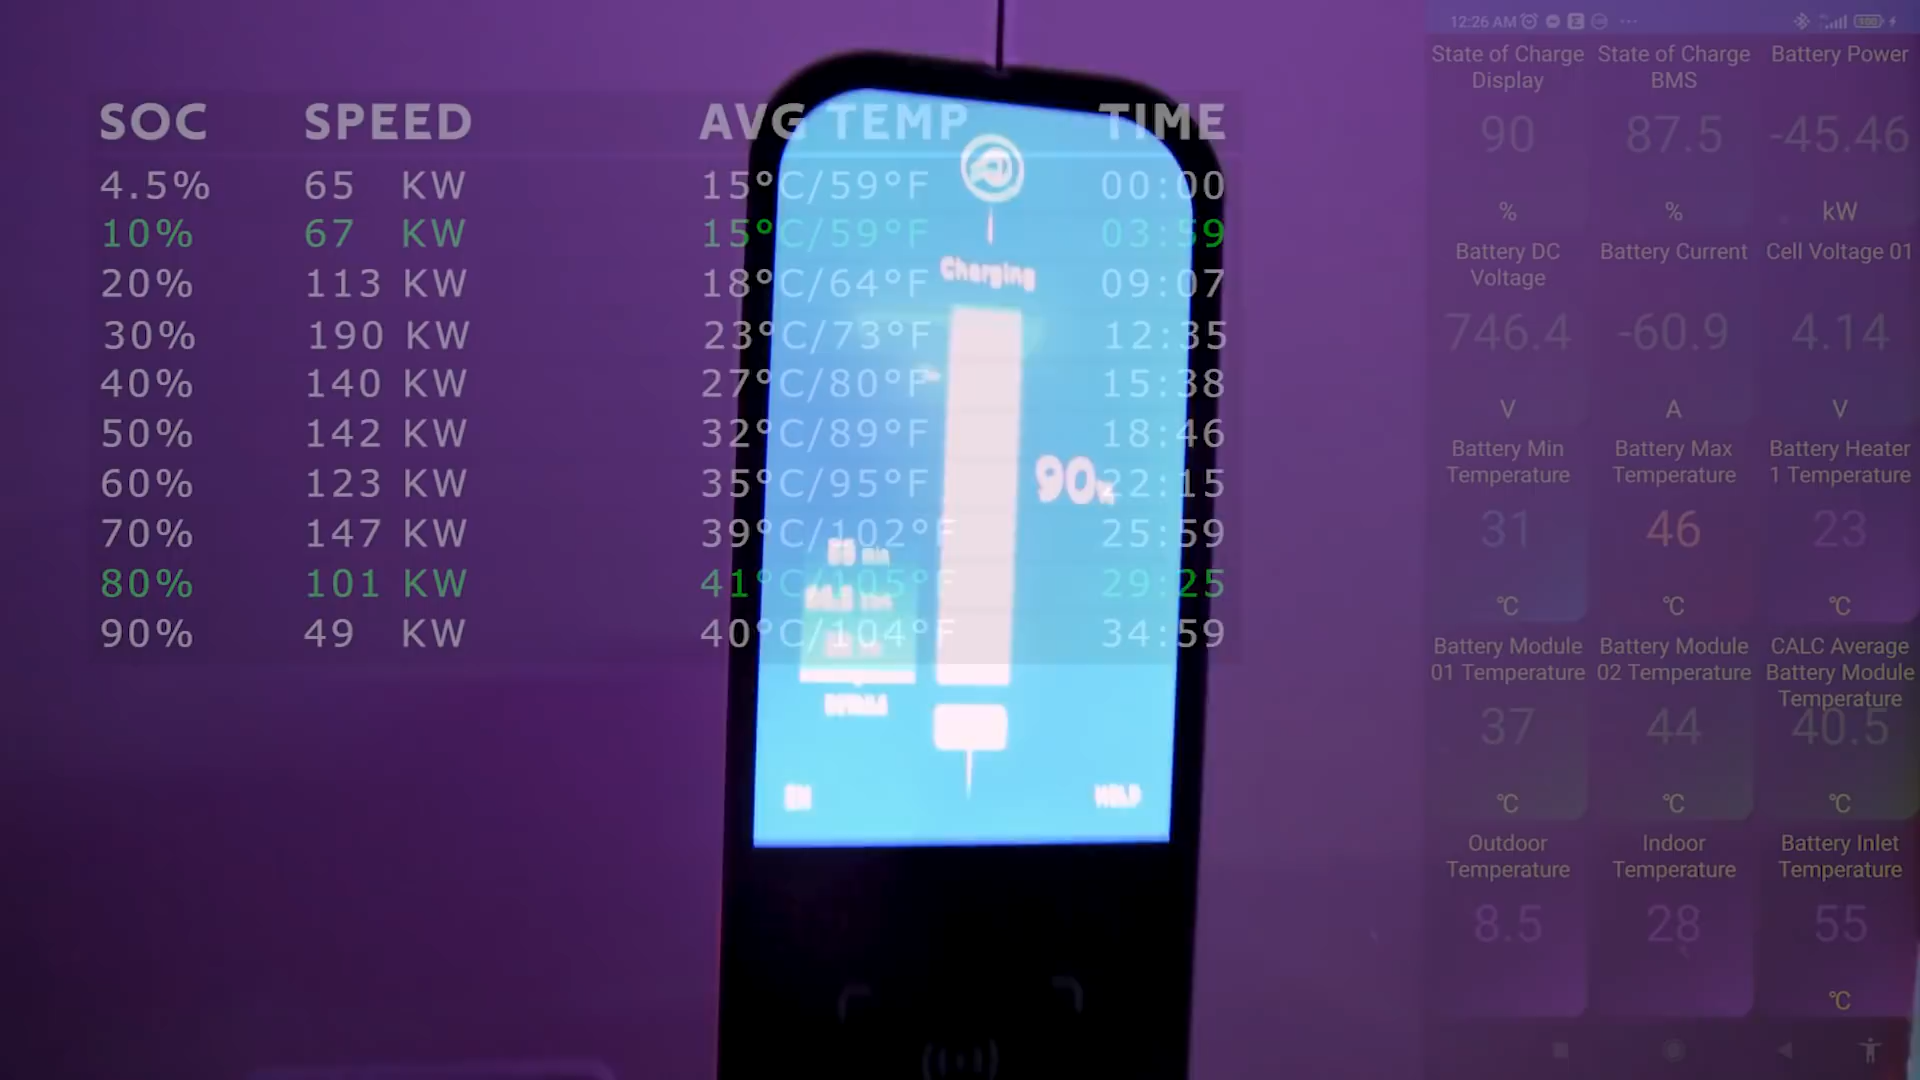 SOC SPEED AVG TEMP TIME
4.5% 65 KW 15°C/59°F 00:00
10% 67 KW 15°C/59°F 03:59
20% 113 KW 18°C/64°F 09:07
30% 190 KW 23°C/73°F 12:35
40% 140 KW 27°C/80°F 15:38
50% 142 KW 32°C/89°F 18:46
60% 123 KW 35°C/95°F 22:15
70% 147 KW 39°C/102°F 25:59
80% 101 KW 41°C/105°F 29:25
90% 49 KW 40°C/104°F 34:59
Charging
90%
min
EN HELP
12:26 AM
100
State of Charge Display
90
%
State of Charge BMS
87.5
%
Battery Power
-45.46
kW
Battery DC Voltage
746.4
V
Battery Current
-60.9
A
Cell Voltage 01
4.14
V
Battery Min Temperature
31
°C
Battery Max Temperature
46
°C
Battery Heater 1 Temperature
23
°C
Battery Module 01 Temperature
37
°C
Battery Module 02 Temperature
44
°C
CALC Average Battery Module Temperature
40.5
°C
Outdoor Temperature
8.5
Indoor Temperature
28
Battery Inlet Temperature
55
°C